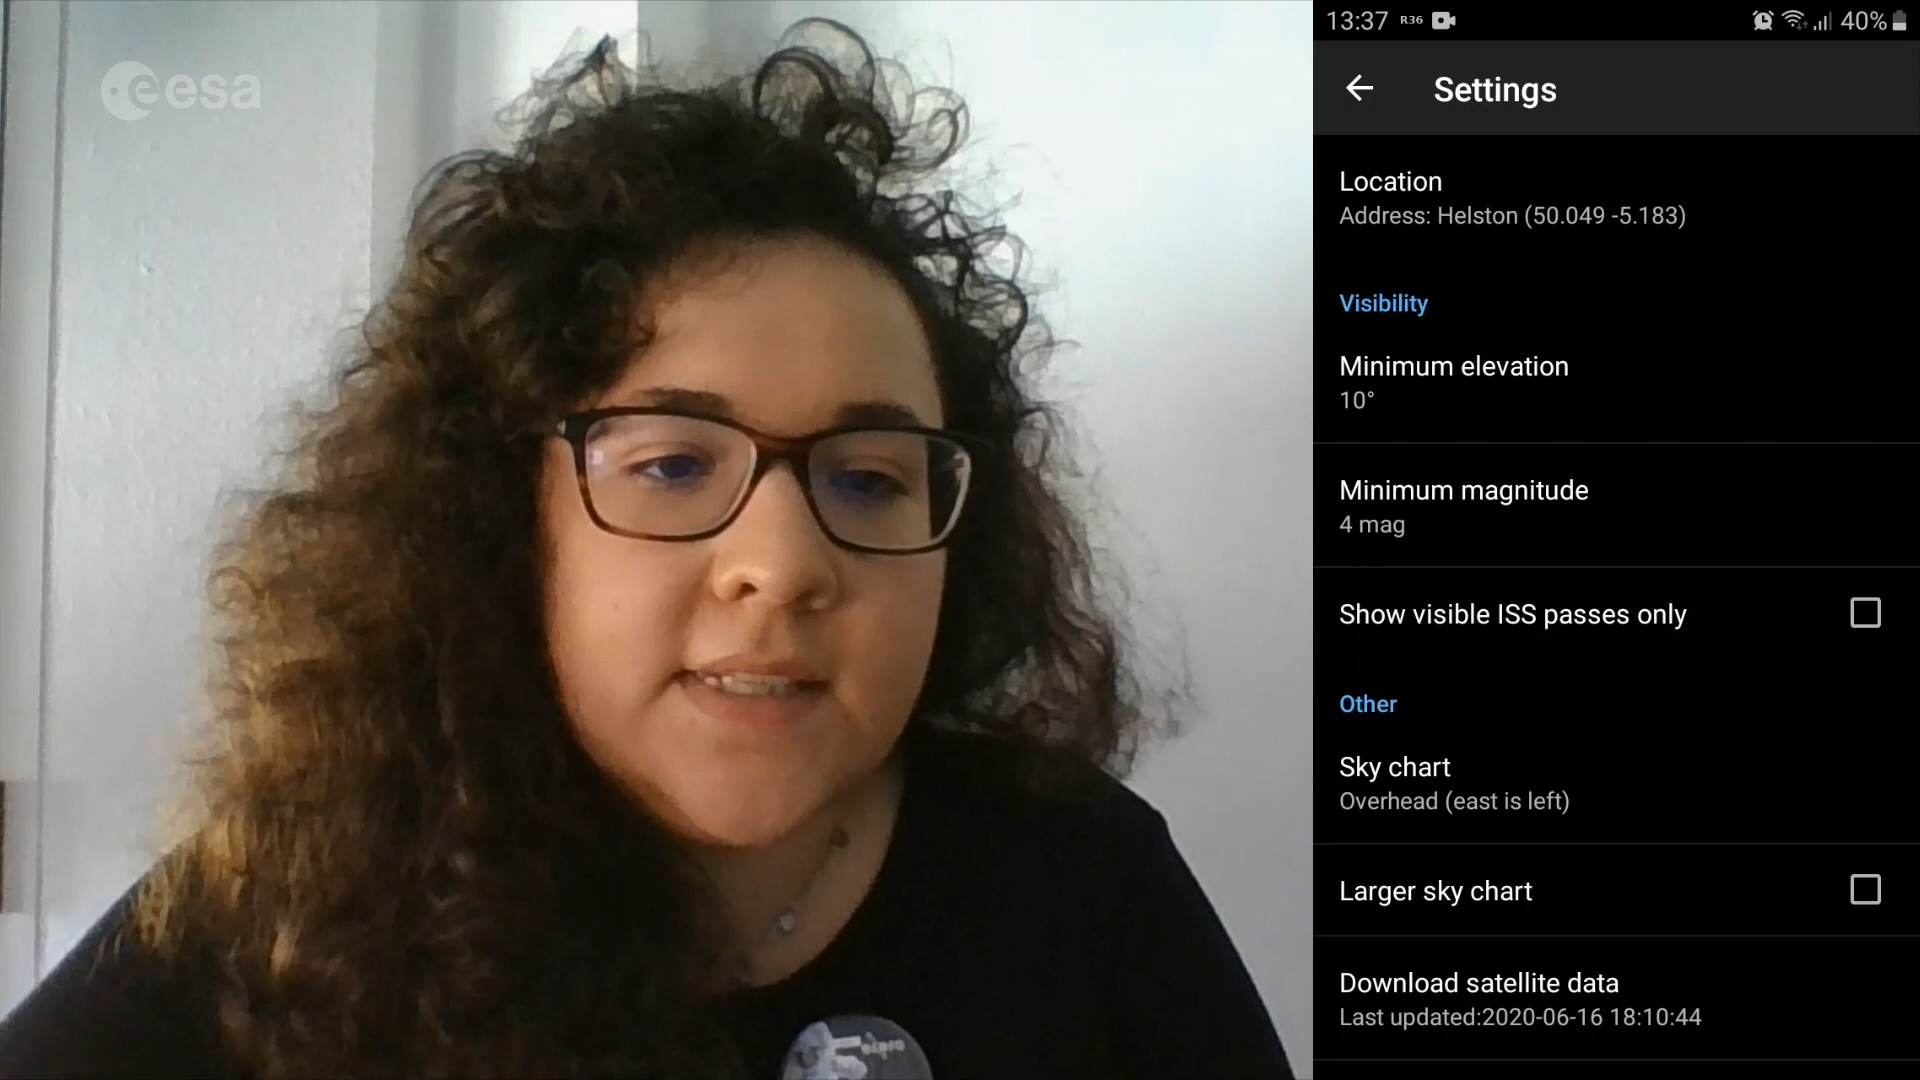 esa
13:37 R36 40%
Settings
Location
Address: Helston (50.049 -5.183)
Visibility
Minimum elevation
10°
Minimum magnitude
4 mag
Show visible ISS passes only
Other
Sky chart
Overhead (east is left)
Larger sky chart
Download satellite data
Last updated:2020-06-16 18:10:44